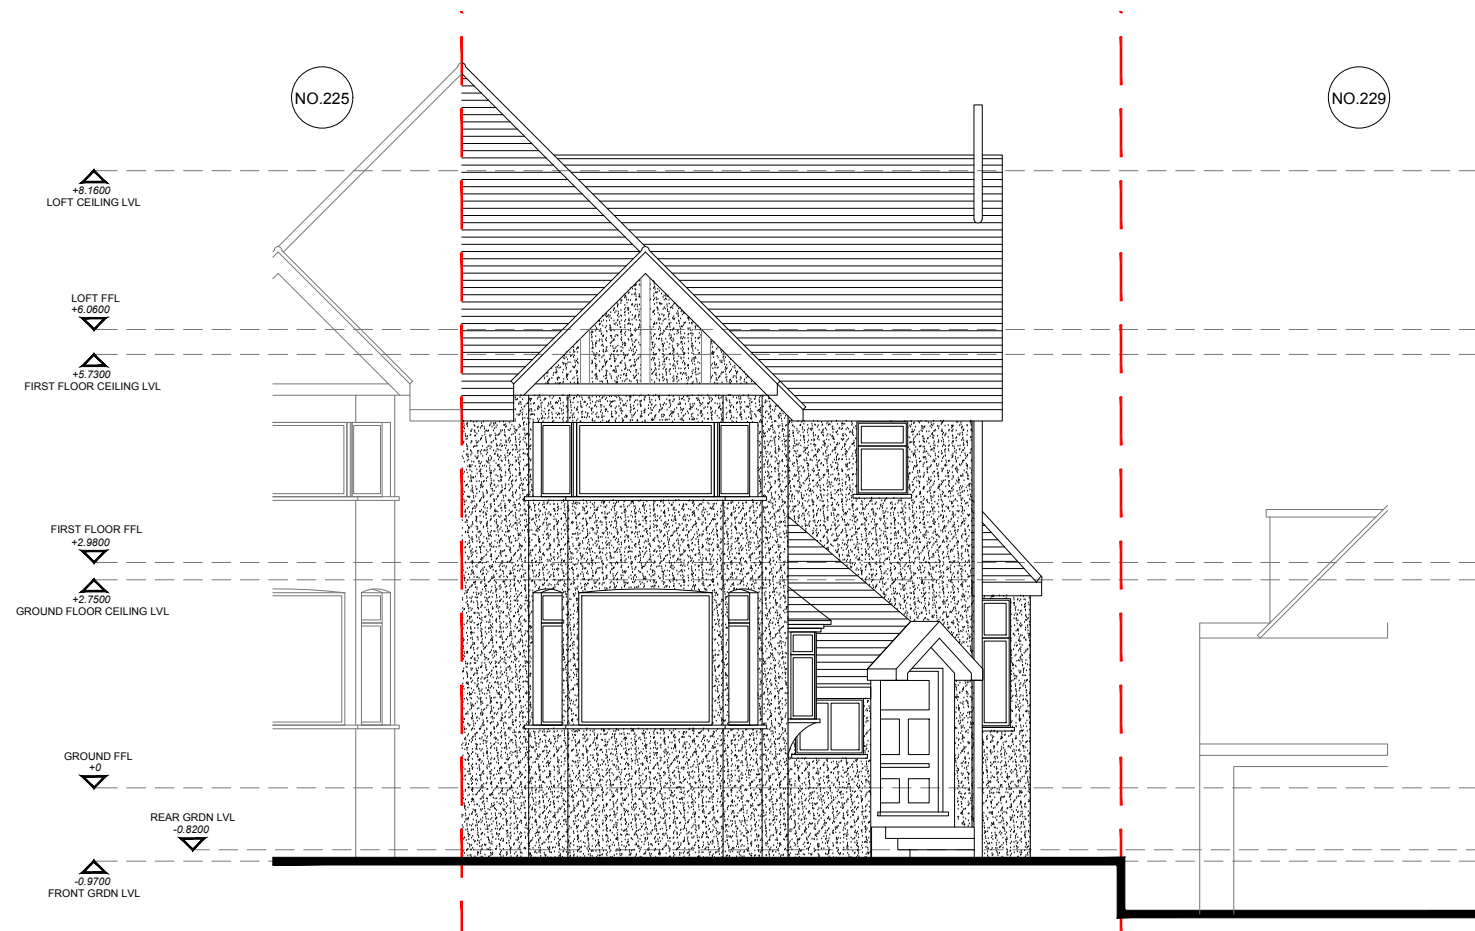 NO.225
NO.229
+8.1600
LOFT CEILING LVL
LOFT FFL
+6.0600
+5.7300
FIRST FLOOR CEILING LVL
FIRST FLOOR FFL
+2.9800
+2.7500
GROUND FLOOR CEILING LVL
GROUND FFL
+0
REAR GRDN LVL
-0.8200
-0.9700
FRONT GRDN LVL